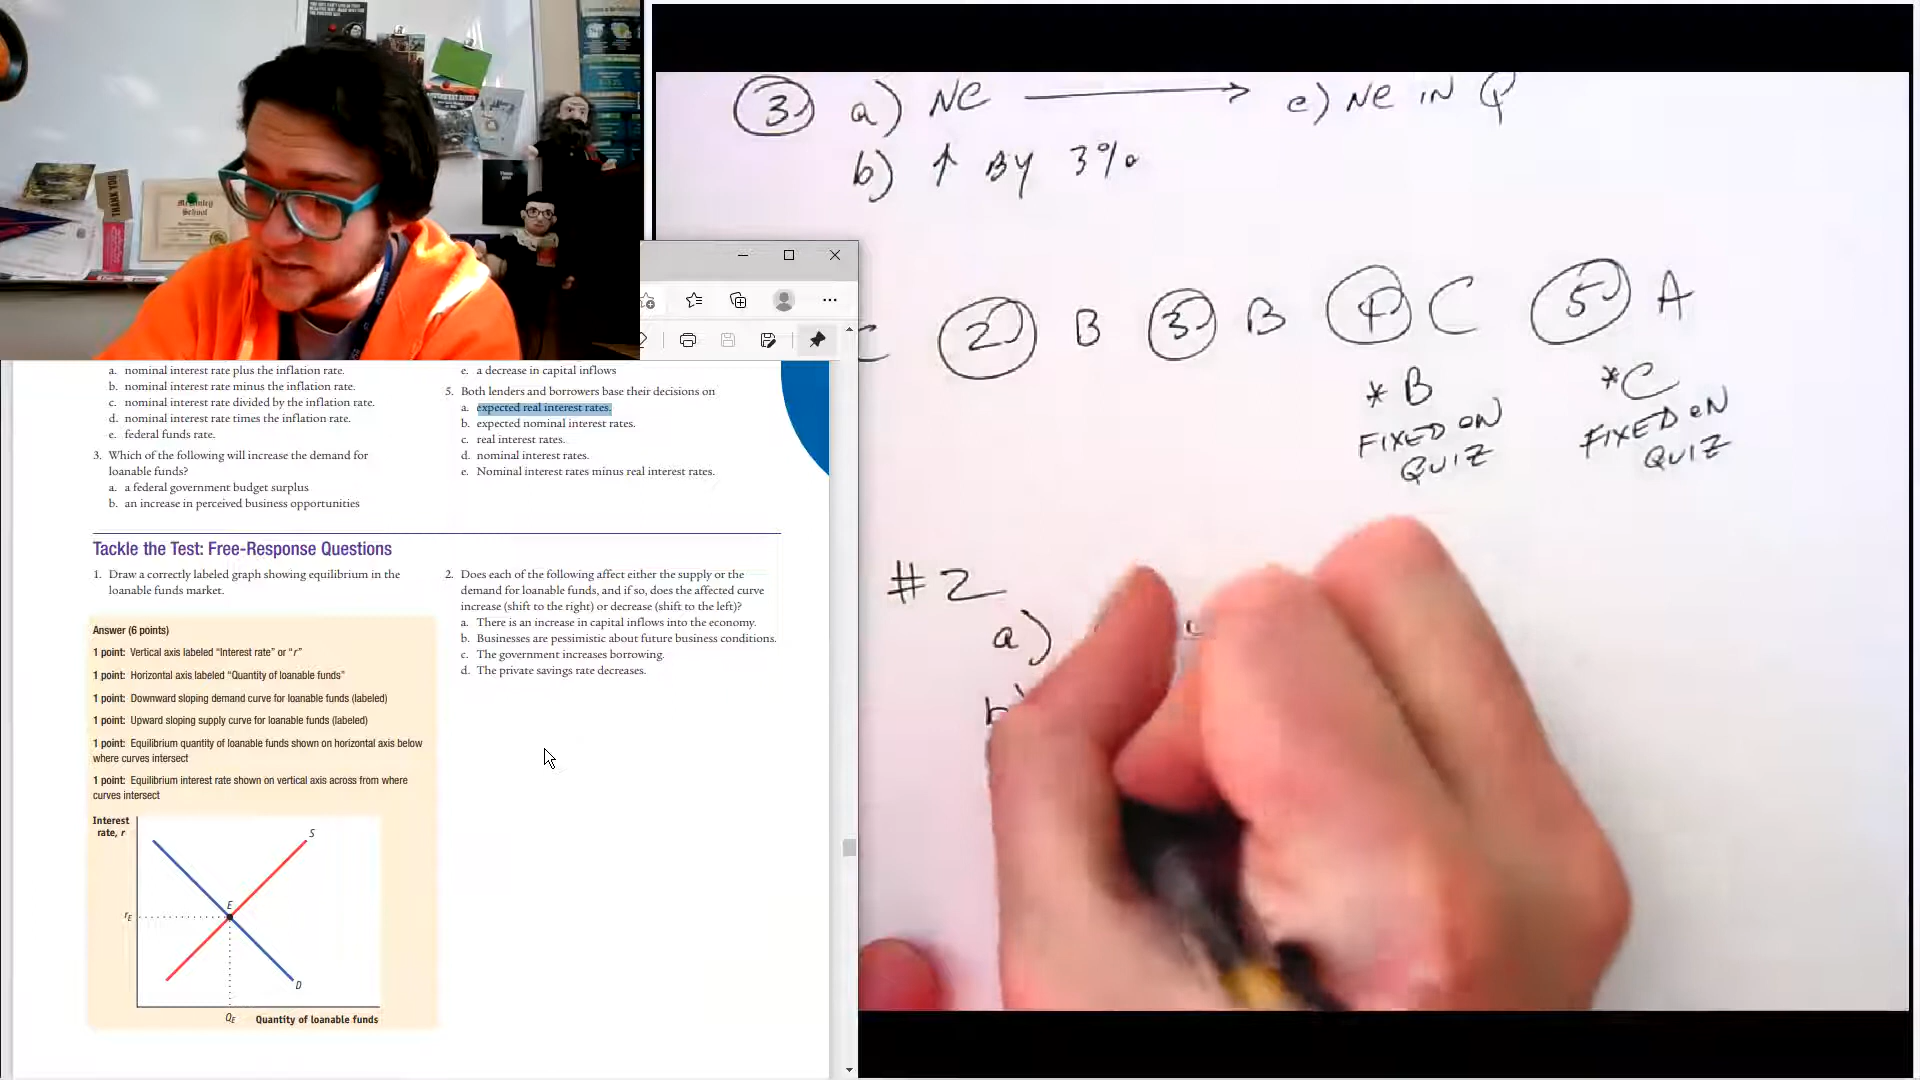 THANK YOU
McKinley
School
a. nominal interest rate plus the inflation rate.
b. nominal interest rate minus the inflation rate.
c. nominal interest rate divided by the inflation rate.
d. nominal interest rate times the inflation rate.
e. federal funds rate.
3. Which of the following will increase the demand for
loanable funds?
a. a federal government budget surplus
b. an increase in perceived business opportunities
e. a decrease in capital inflows
5. Both lenders and borrowers base their decisions on
a. expected real interest rates.
b. expected nominal interest rates.
c. real interest rates.
d. nominal interest rates.
e. Nominal interest rates minus real interest rates.
Tackle the Test: Free-Response Questions
1. Draw a correctly labeled graph showing equilibrium in the
loanable funds market.
Answer (6 points)
1 point: Vertical axis labeled “Interest rate” or “r”
1 point: Horizontal axis labeled “Quantity of loanable funds”
1 point: Downward sloping demand curve for loanable funds (labeled)
1 point: Upward sloping supply curve for loanable funds (labeled)
1 point: Equilibrium quantity of loanable funds shown on horizontal axis below
where curves intersect
1 point: Equilibrium interest rate shown on vertical axis across from where
curves intersect
Interest
rate, r
S
E
rE
D
QE
Quantity of loanable funds
2. Does each of the following affect either the supply or the
demand for loanable funds, and if so, does the affected curve
increase (shift to the right) or decrease (shift to the left)?
a. There is an increase in capital inflows into the economy.
b. Businesses are pessimistic about future business conditions.
c. The government increases borrowing.
d. The private savings rate decreases.
3 a) NC → c) NC IN Q
b) ↑ BY 3%
C 2 B 3 B 4 C 5 A
*B
FIXED ON
QUIZ
*C
FIXED ON
QUIZ
#2
a)
b)